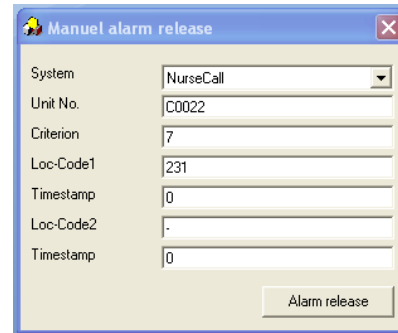 Manuel alarm release
System NurseCall
Unit No. C0022
Criterion 7
Loc-Code1 231
Timestamp 0
Loc-Code2 -
Timestamp 0
Alarm release